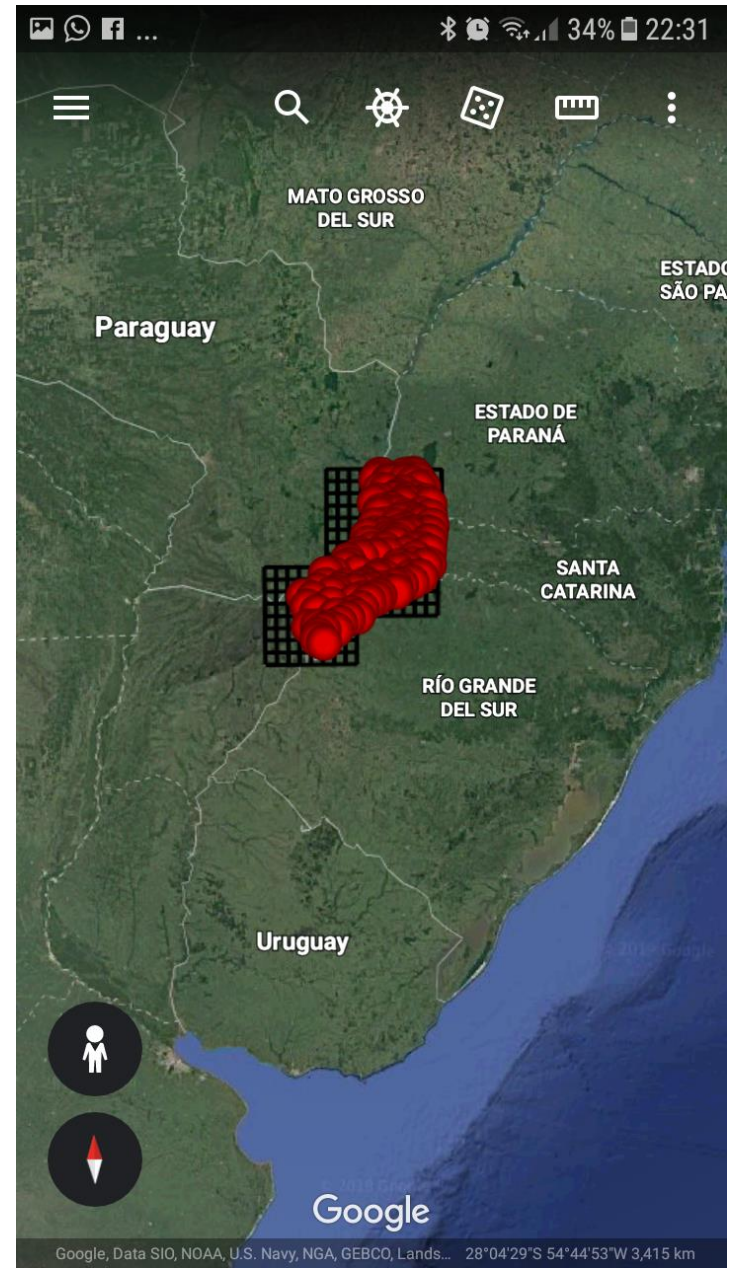 ... 34% 22:31
MATO GROSSO
DEL SUR
ESTADO
SÃO PA
Paraguay
ESTADO DE
PARANÁ
SANTA
CATARINA
RÍO GRANDE
DEL SUR
Uruguay
© 2018 Google
Google
Google, Data SIO, NOAA, U.S. Navy, NGA, GEBCO, Lands... 28°04'29"S 54°44'53"W 3,415 km